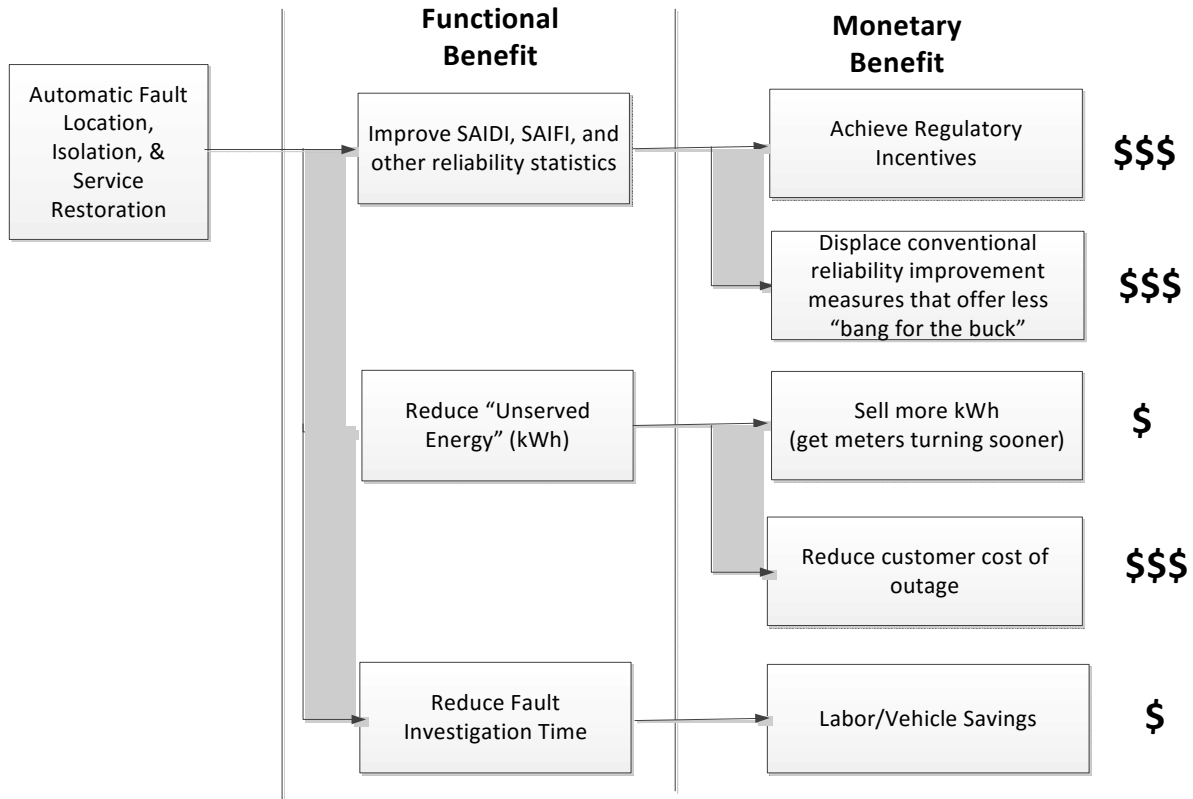 Functional
Benefit
Monetary
Benefit
Automatic Fault
Location,
Isolation, &
Service
Restoration
Improve SAIDI, SAIFI, and
other reliability statistics
Achieve Regulatory
Incentives
$$$
Displace conventional
reliability improvement
measures that offer less
“bang for the buck”
$$$
Reduce “Unserved
Energy” (kWh)
Sell more kWh
(get meters turning sooner)
$
Reduce customer cost of
outage
$$$
Reduce Fault
Investigation Time
Labor/Vehicle Savings
$